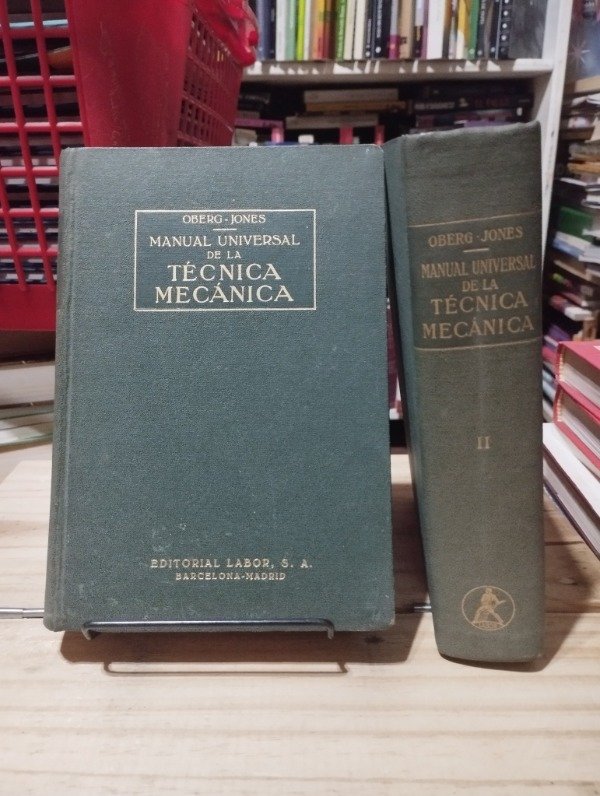 OBERG - JONES
MANUAL UNIVERSAL
DE LA
TÉCNICA
MECÁNICA
EDITORIAL LABOR, S. A.
BARCELONA-MADRID
OBERG - JONES
MANUAL UNIVERSAL
DE LA
TÉCNICA
MECÁNICA
II
LABOR